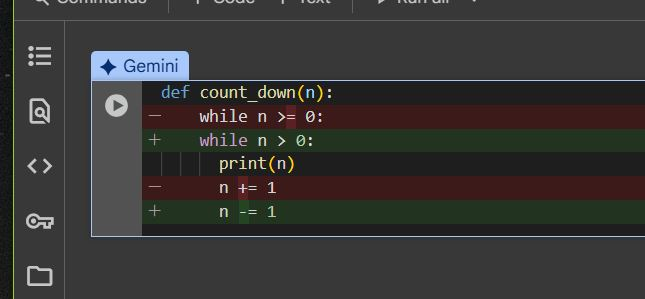 Commands + Code + Text Run all
Gemini
def count_down(n):
− while n >= 0:
+ while n > 0:
print(n)
− n += 1
+ n -= 1